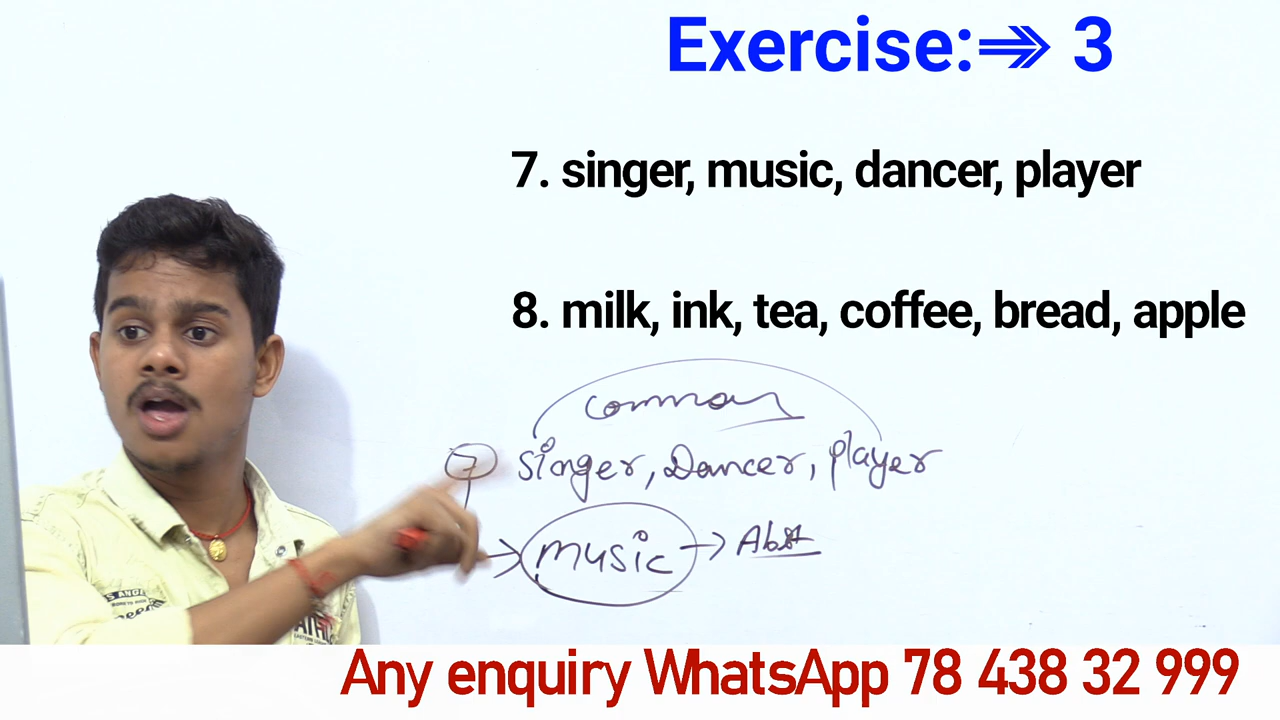 Exercise:⇛ 3
7. singer, music, dancer, player
8. milk, ink, tea, coffee, bread, apple
common
7 singer, Dancer, player
→ music → Abst
Any enquiry WhatsApp 78 438 32 999